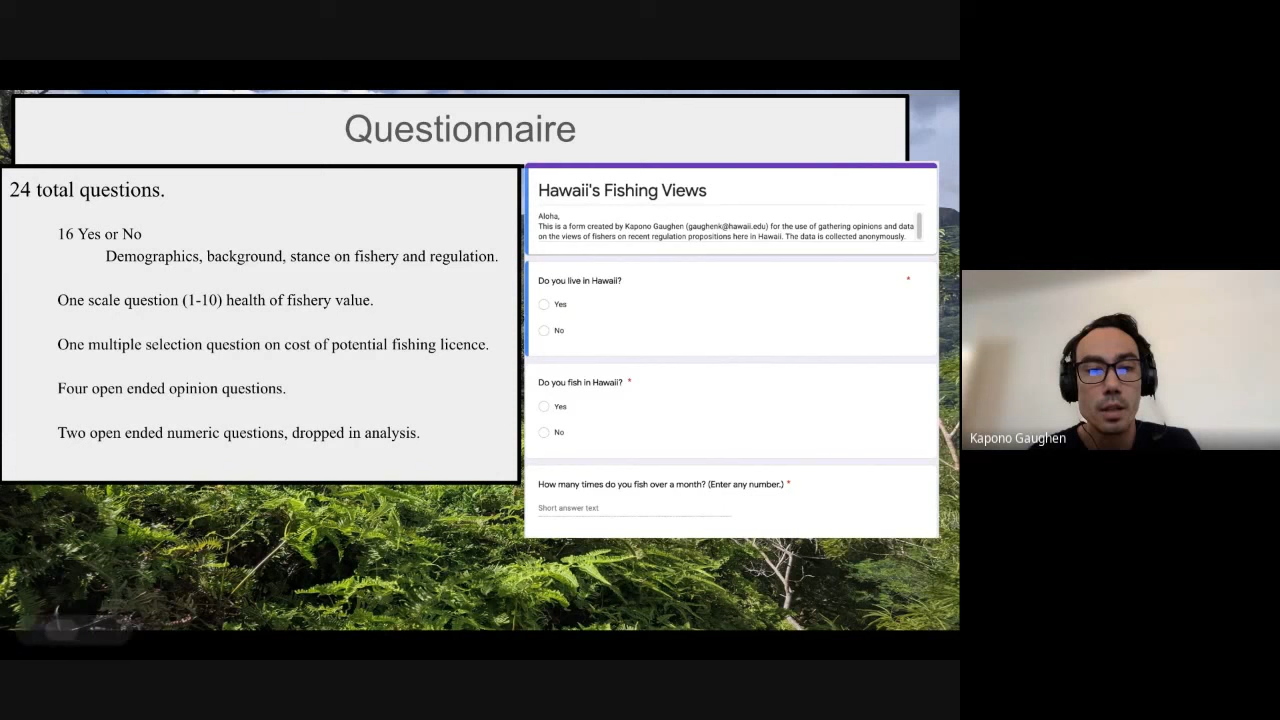 Questionnaire
24 total questions.
16 Yes or No
Demographics, background, stance on fishery and regulation.
One scale question (1-10) health of fishery value.
One multiple selection question on cost of potential fishing licence.
Four open ended opinion questions.
Two open ended numeric questions, dropped in analysis.
Hawaii's Fishing Views
Aloha,
This is a form created by Kapono Gaughen (gaughenk@hawaii.edu) for the use of gathering opinions and data
on the views of fishers on recent regulation propositions here in Hawaii. The data is collected anonymously.
Do you live in Hawaii? *
Yes
No
Do you fish in Hawaii? *
Yes
No
How many times do you fish over a month? (Enter any number.) *
Short answer text
Kapono Gaughen